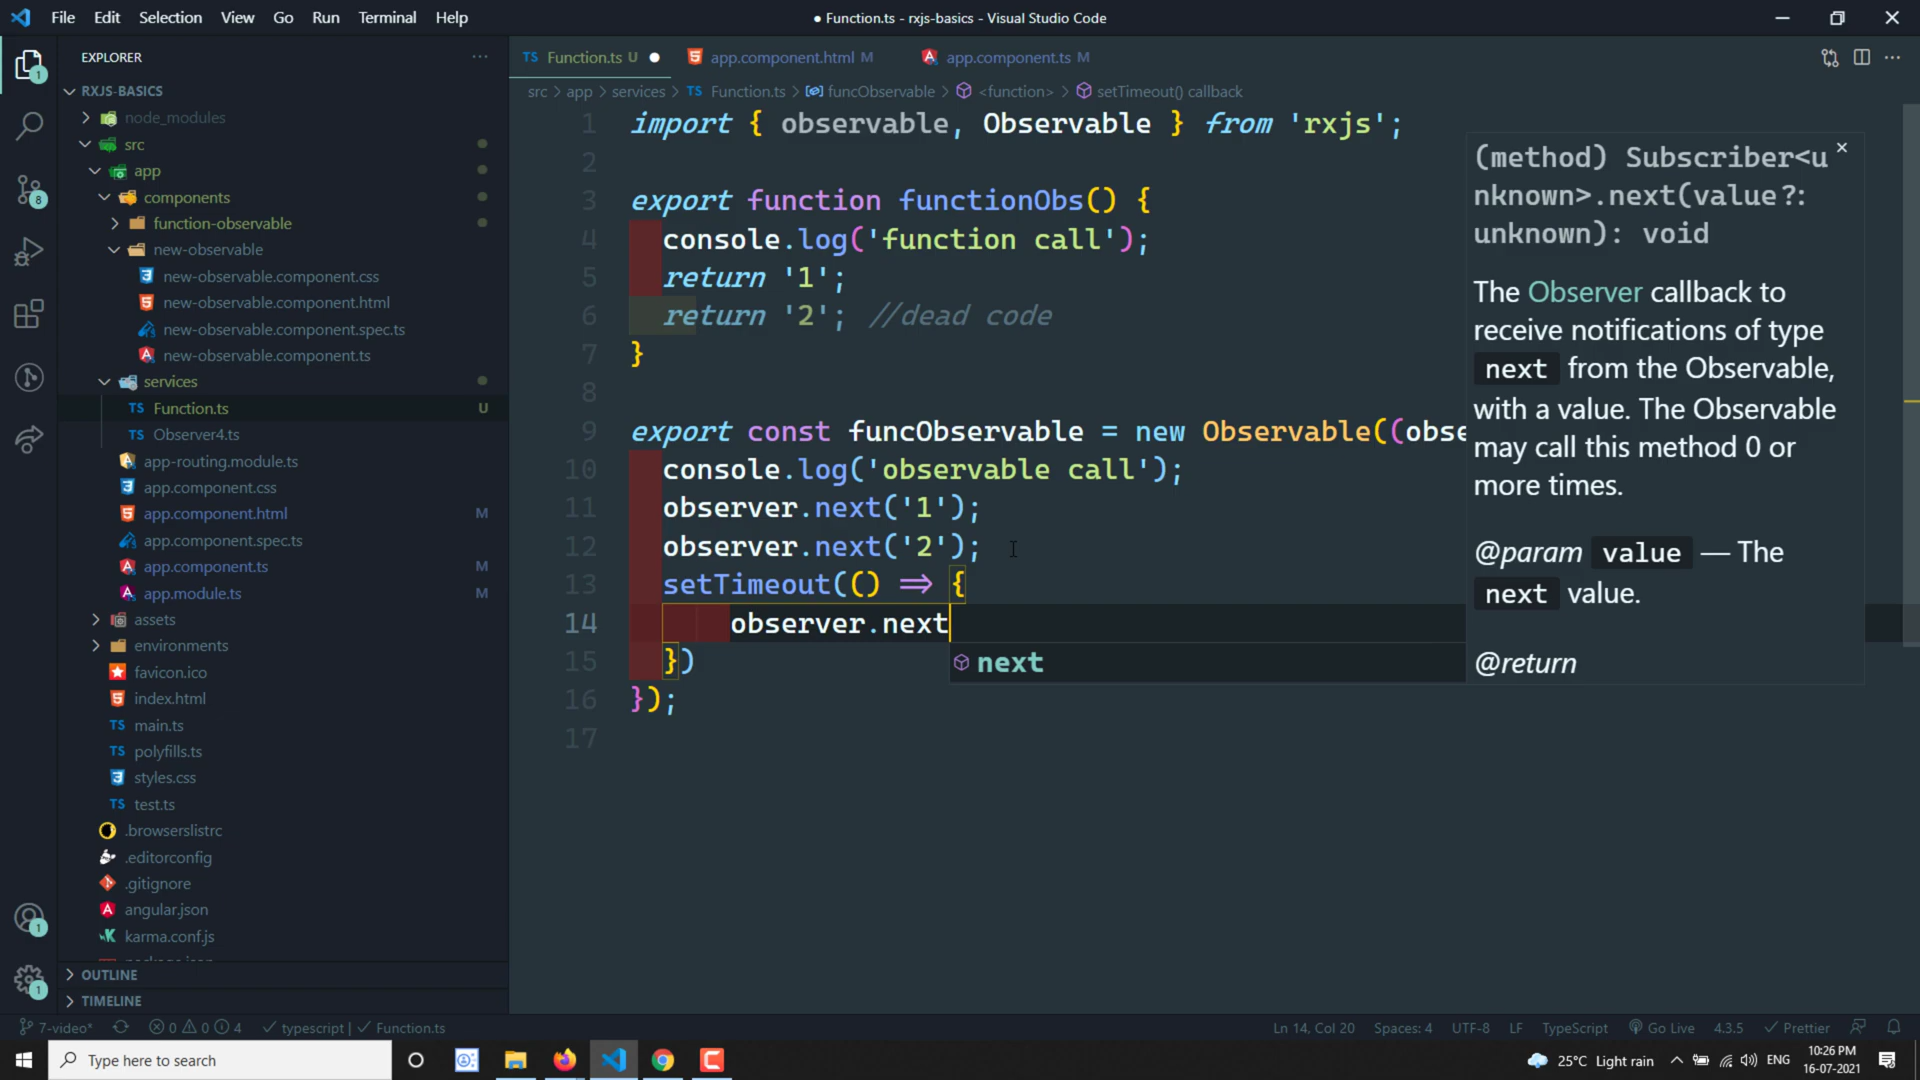 File Edit Selection View Go Run Terminal Help
● Function.ts - rxjs-basics - Visual Studio Code
EXPLORER
RXJS-BASICS
node_modules
src
app
components
function-observable
new-observable
new-observable.component.css
new-observable.component.html
new-observable.component.spec.ts
new-observable.component.ts
services
TS Function.ts U
TS Observer4.ts
app-routing.module.ts
app.component.css
app.component.html M
app.component.spec.ts
app.component.ts M
app.module.ts M
assets
environments
favicon.ico
index.html
TS main.ts
TS polyfills.ts
styles.css
TS test.ts
.browserslistrc
.editorconfig
.gitignore
angular.json
karma.conf.js
OUTLINE
TIMELINE
1
8
1
1
TS Function.ts U ● app.component.html M app.component.ts M
src > app > services > TS Function.ts > funcObservable > <function> > setTimeout() callback
1 import { observable, Observable } from 'rxjs';
2
3 export function functionObs() {
4 console.log('function call');
5 return '1';
6 return '2'; //dead code
7 }
8
9 export const funcObservable = new Observable((obse
10 console.log('observable call');
11 observer.next('1');
12 observer.next('2');
13 setTimeout(() => {
14 observer.next
15 })
16 });
17
next
(method) Subscriber<u
nknown>.next(value?:
unknown): void
The Observer callback to
receive notifications of type
next from the Observable,
with a value. The Observable
may call this method 0 or
more times.
@param value — The
next value.
@return
7-video* 0 0 4 typescript | Function.ts
Ln 14, Col 20 Spaces: 4 UTF-8 LF TypeScript Go Live 4.3.5 Prettier
Type here to search
25°C Light rain ENG 10:26 PM
16-07-2021